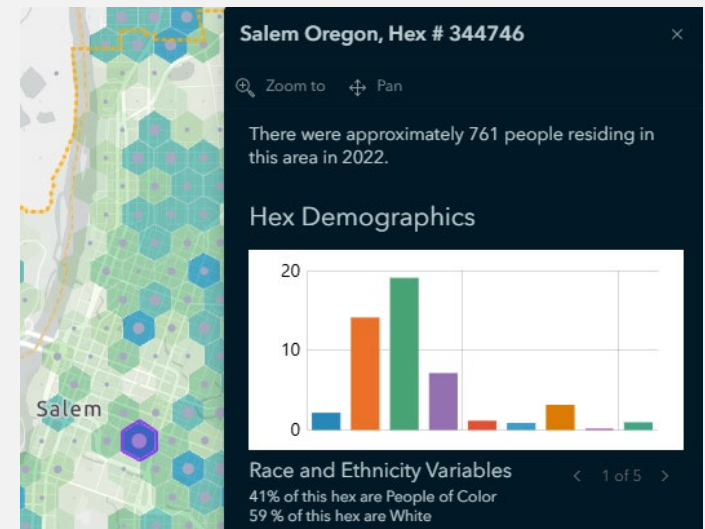 Salem Oregon, Hex # 344746
Zoom to Pan
There were approximately 761 people residing in
this area in 2022.
Hex Demographics
20
10
0
Salem
Race and Ethnicity Variables
1 of 5
41% of this hex are People of Color
59 % of this hex are White